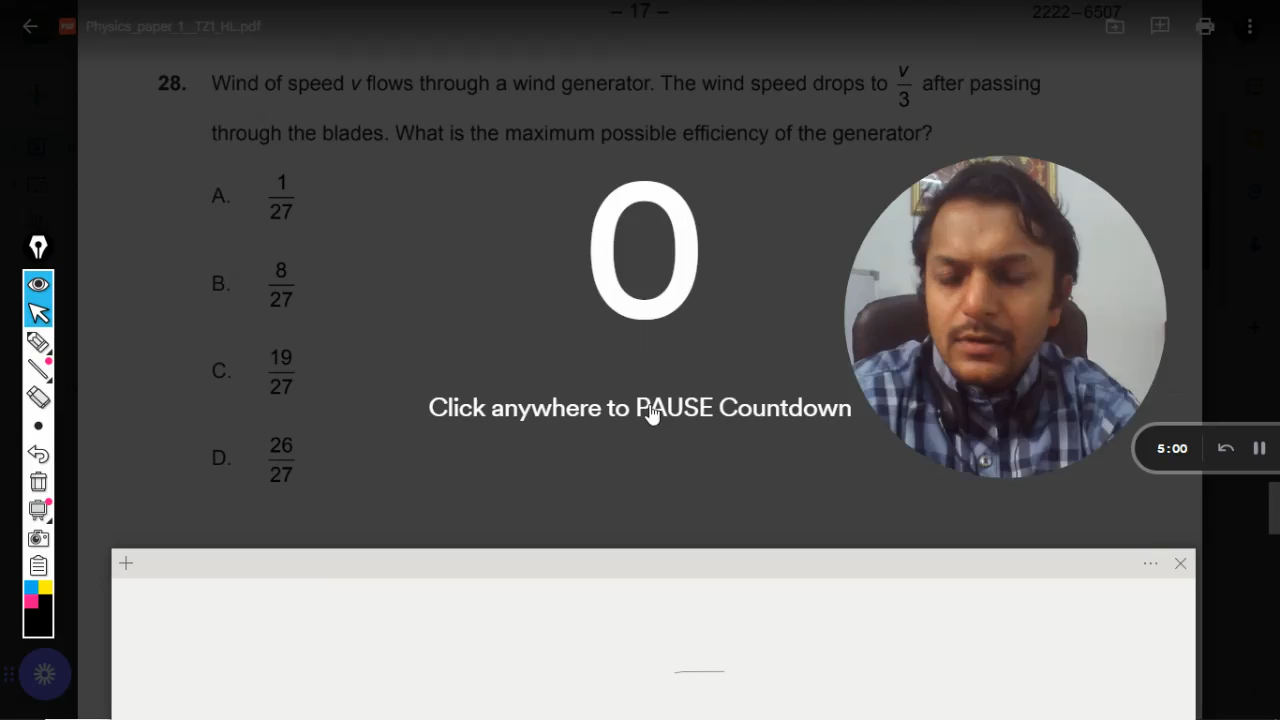 – 17 –
2222–6507
Physics_paper_1__TZ1_HL.pdf
28. Wind of speed v flows through a wind generator. The wind speed drops to v/3 after passing
through the blades. What is the maximum possible efficiency of the generator?
A. 1/27
B. 8/27
C. 19/27
D. 26/27
0
Click anywhere to PAUSE Countdown
5:00